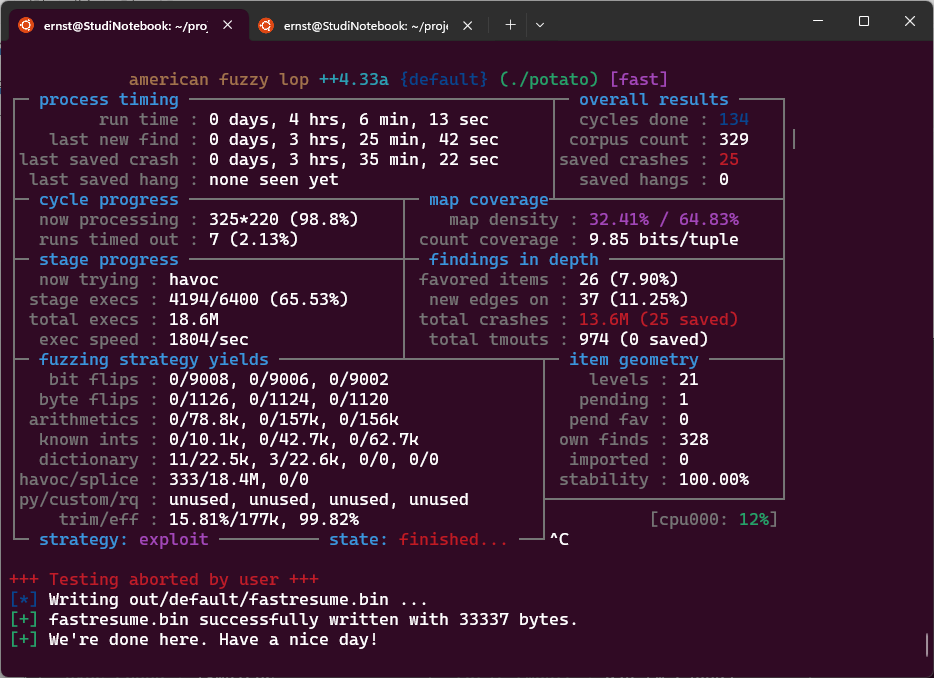 ernst@StudiNotebook: ~/proj ernst@StudiNotebook: ~/proje
american fuzzy lop ++4.33a {default} (./potato) [fast]
process timing overall results
run time : 0 days, 4 hrs, 6 min, 13 sec cycles done : 134
last new find : 0 days, 3 hrs, 25 min, 42 sec corpus count : 329
last saved crash : 0 days, 3 hrs, 35 min, 22 sec saved crashes : 25
last saved hang : none seen yet saved hangs : 0
cycle progress map coverage
now processing : 325*220 (98.8%) map density : 32.41% / 64.83%
runs timed out : 7 (2.13%) count coverage : 9.85 bits/tuple
stage progress findings in depth
now trying : havoc favored items : 26 (7.90%)
stage execs : 4194/6400 (65.53%) new edges on : 37 (11.25%)
total execs : 18.6M total crashes : 13.6M (25 saved)
exec speed : 1804/sec total tmouts : 974 (0 saved)
fuzzing strategy yields item geometry
bit flips : 0/9008, 0/9006, 0/9002 levels : 21
byte flips : 0/1126, 0/1124, 0/1120 pending : 1
arithmetics : 0/78.8k, 0/157k, 0/156k pend fav : 0
known ints : 0/10.1k, 0/42.7k, 0/62.7k own finds : 328
dictionary : 11/22.5k, 3/22.6k, 0/0, 0/0 imported : 0
havoc/splice : 333/18.4M, 0/0 stability : 100.00%
py/custom/rq : unused, unused, unused, unused
trim/eff : 15.81%/177k, 99.82% [cpu000: 12%]
strategy: exploit state: finished... ^C
+++ Testing aborted by user +++
[*] Writing out/default/fastresume.bin ...
[+] fastresume.bin successfully written with 33337 bytes.
[+] We're done here. Have a nice day!